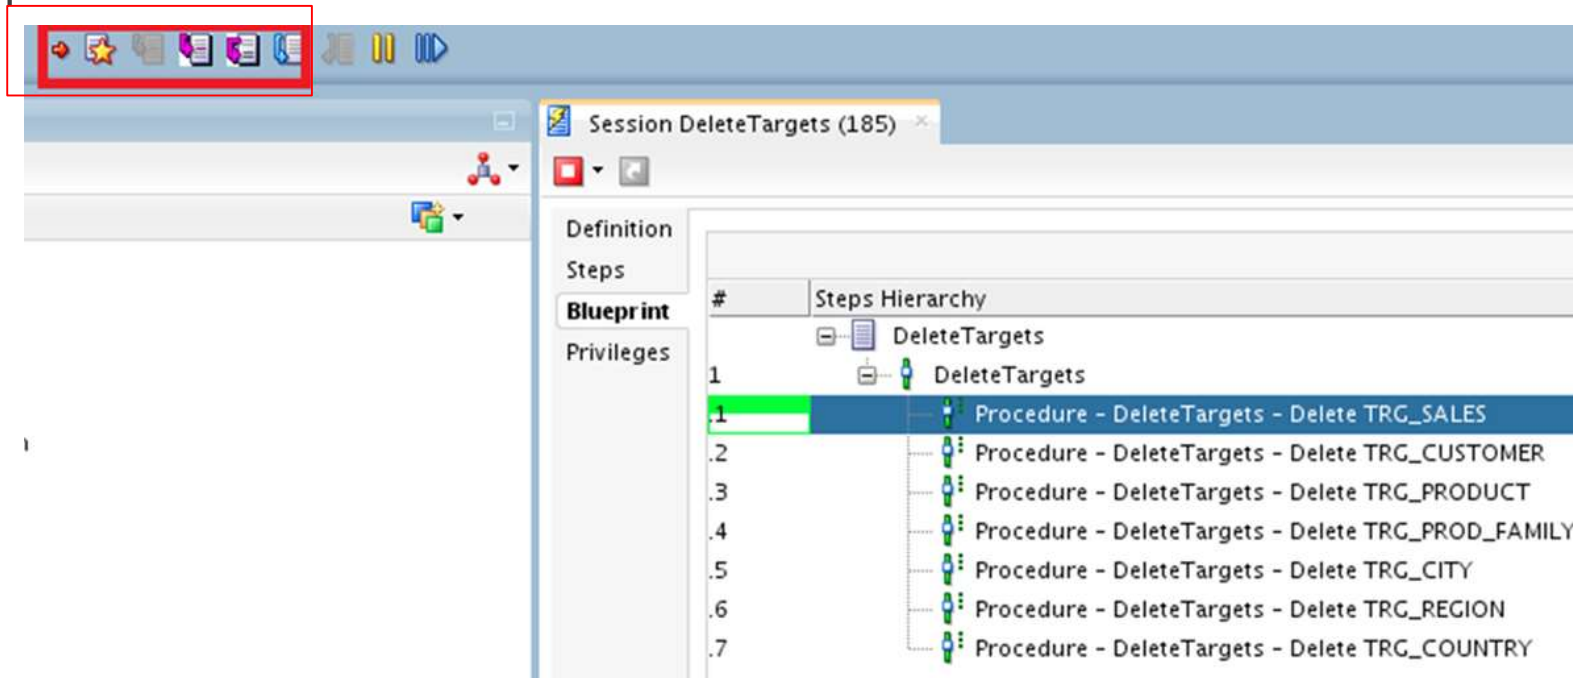 Session DeleteTargets (185)
Definition
Steps
Blueprint
Privileges
# Steps Hierarchy
DeleteTargets
1 DeleteTargets
.1 Procedure - DeleteTargets - Delete TRG_SALES
.2 Procedure - DeleteTargets - Delete TRG_CUSTOMER
.3 Procedure - DeleteTargets - Delete TRG_PRODUCT
.4 Procedure - DeleteTargets - Delete TRG_PROD_FAMILY
.5 Procedure - DeleteTargets - Delete TRG_CITY
.6 Procedure - DeleteTargets - Delete TRG_REGION
.7 Procedure - DeleteTargets - Delete TRG_COUNTRY